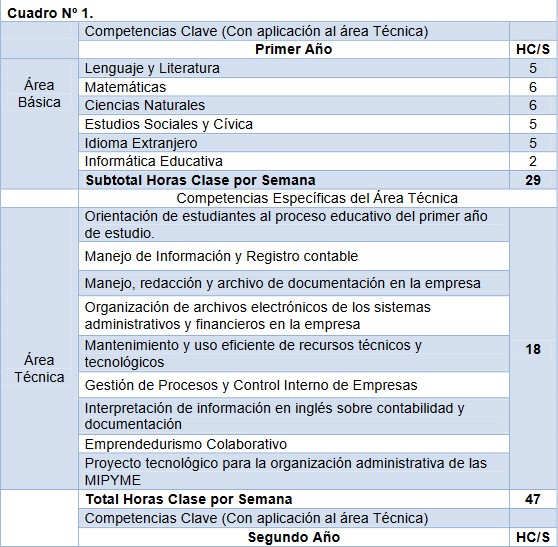 Cuadro Nº 1.
Competencias Clave (Con aplicación al área Técnica)
Primer Año HC/S
Área Básica
Lenguaje y Literatura 5
Matemáticas 6
Ciencias Naturales 6
Estudios Sociales y Cívica 5
Idioma Extranjero 5
Informática Educativa 2
Subtotal Horas Clase por Semana 29
Competencias Específicas del Área Técnica
Área Técnica
Orientación de estudiantes al proceso educativo del primer año
de estudio.
Manejo de Información y Registro contable
Manejo, redacción y archivo de documentación en la empresa
Organización de archivos electrónicos de los sistemas
administrativos y financieros en la empresa
Mantenimiento y uso eficiente de recursos técnicos y
tecnológicos
Gestión de Procesos y Control Interno de Empresas
Interpretación de información en inglés sobre contabilidad y
documentación
Emprendedurismo Colaborativo
Proyecto tecnológico para la organización administrativa de las
MIPYME
18
Total Horas Clase por Semana 47
Competencias Clave (Con aplicación al área Técnica)
Segundo Año HC/S